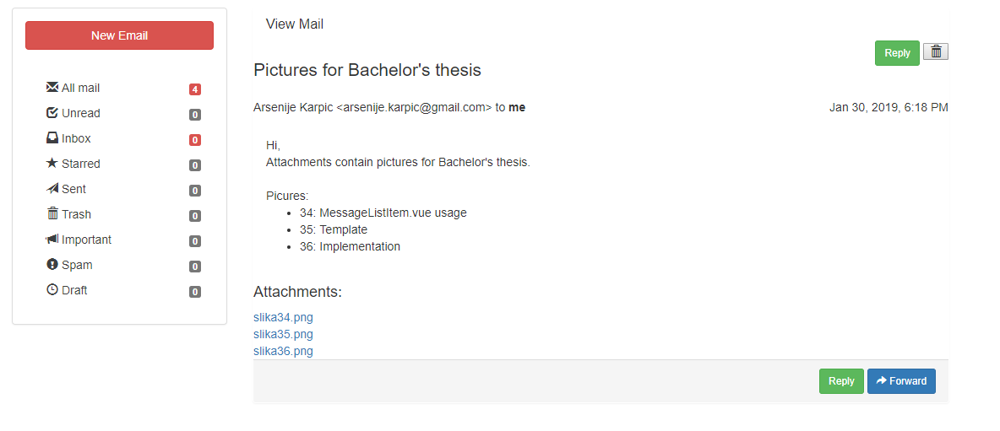 New Email
All mail 4
Unread 0
Inbox 0
Starred 0
Sent 0
Trash 0
Important 0
Spam 0
Draft 0
View Mail
Reply
Pictures for Bachelor's thesis
Arsenije Karpic <arsenije.karpic@gmail.com> to me Jan 30, 2019, 6:18 PM
Hi,
Attachments contain pictures for Bachelor's thesis.
Picures:
• 34: MessageListItem.vue usage
• 35: Template
• 36: Implementation
Attachments:
slika34.png
slika35.png
slika36.png
Reply Forward